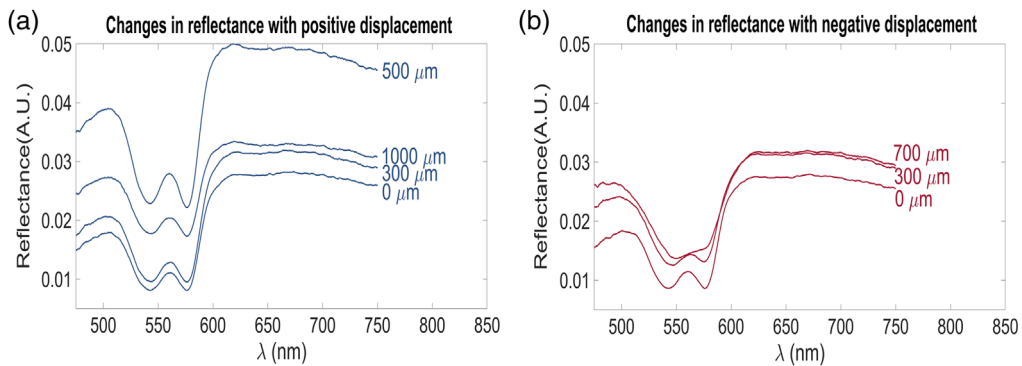 (a)
Changes in reflectance with positive displacement
Reflectance(A.U.)
0.05
0.04
0.03
0.02
0.01
500 μm
1000 μm
300 μm
0 μm
500 550 600 650 700 750 800 850
λ (nm)
(b)
Changes in reflectance with negative displacement
Reflectance(A.U.)
0.05
0.04
0.03
0.02
0.01
700 μm
300 μm
0 μm
500 550 600 650 700 750 800 850
λ (nm)